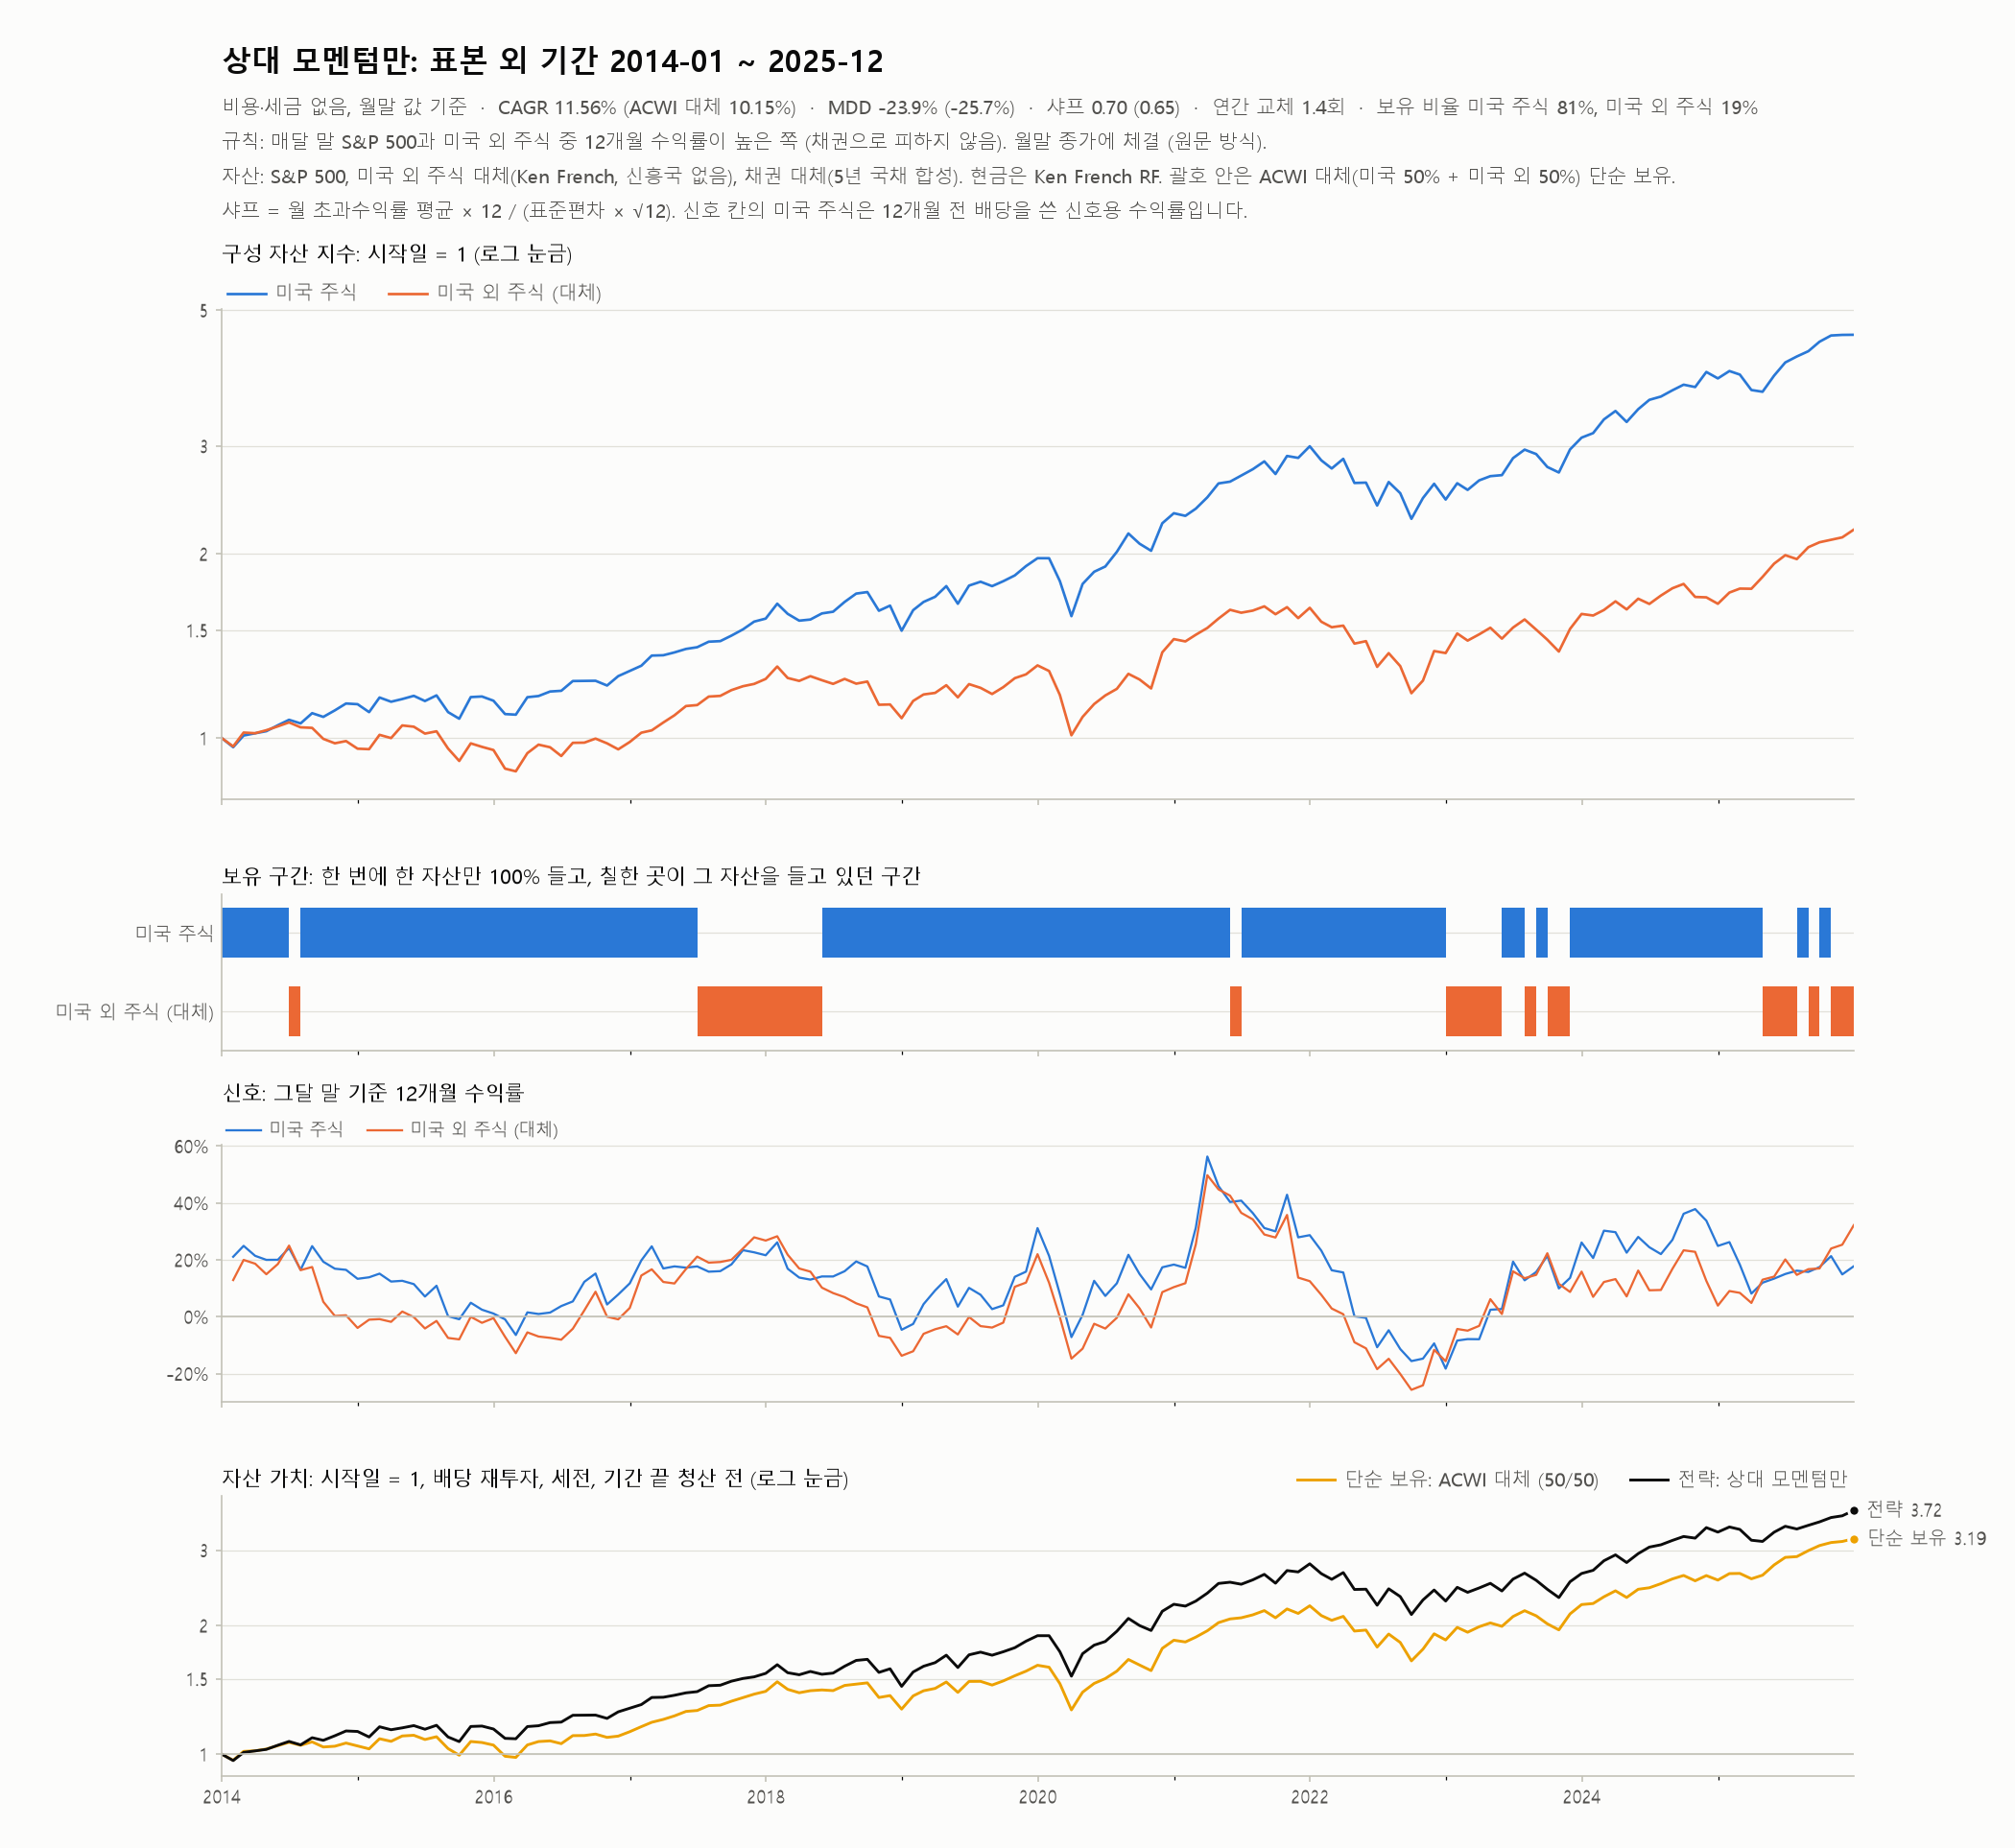 상대 모멘텀만: 표본 외 기간 2014-01 ~ 2025-12
비용·세금 없음, 월말 값 기준 · CAGR 11.56% (ACWI 대체 10.15%) · MDD -23.9% (-25.7%) · 샤프 0.70 (0.65) · 연간 교체 1.4회 · 보유 비율 미국 주식 81%, 미국 외 주식 19%
규칙: 매달 말 S&P 500과 미국 외 주식 중 12개월 수익률이 높은 쪽 (채권으로 피하지 않음). 월말 종가에 체결 (원문 방식).
자산: S&P 500, 미국 외 주식 대체(Ken French, 신흥국 없음), 채권 대체(5년 국채 합성). 현금은 Ken French RF. 괄호 안은 ACWI 대체(미국 50% + 미국 외 50%) 단순 보유.
샤프 = 월 초과수익률 평균 × 12 / (표준편차 × √12). 신호 칸의 미국 주식은 12개월 전 배당을 쓴 신호용 수익률입니다.
구성 자산 지수: 시작일 = 1 (로그 눈금)
미국 주식 미국 외 주식 (대체)
5
3
2
1.5
1
보유 구간: 한 번에 한 자산만 100% 들고, 칠한 곳이 그 자산을 들고 있던 구간
미국 주식
미국 외 주식 (대체)
신호: 그달 말 기준 12개월 수익률
미국 주식 미국 외 주식 (대체)
60%
40%
20%
0%
-20%
자산 가치: 시작일 = 1, 배당 재투자, 세전, 기간 끝 청산 전 (로그 눈금)
단순 보유: ACWI 대체 (50/50) 전략: 상대 모멘텀만
전략 3.72
단순 보유 3.19
3
2
1.5
1
2014 2016 2018 2020 2022 2024